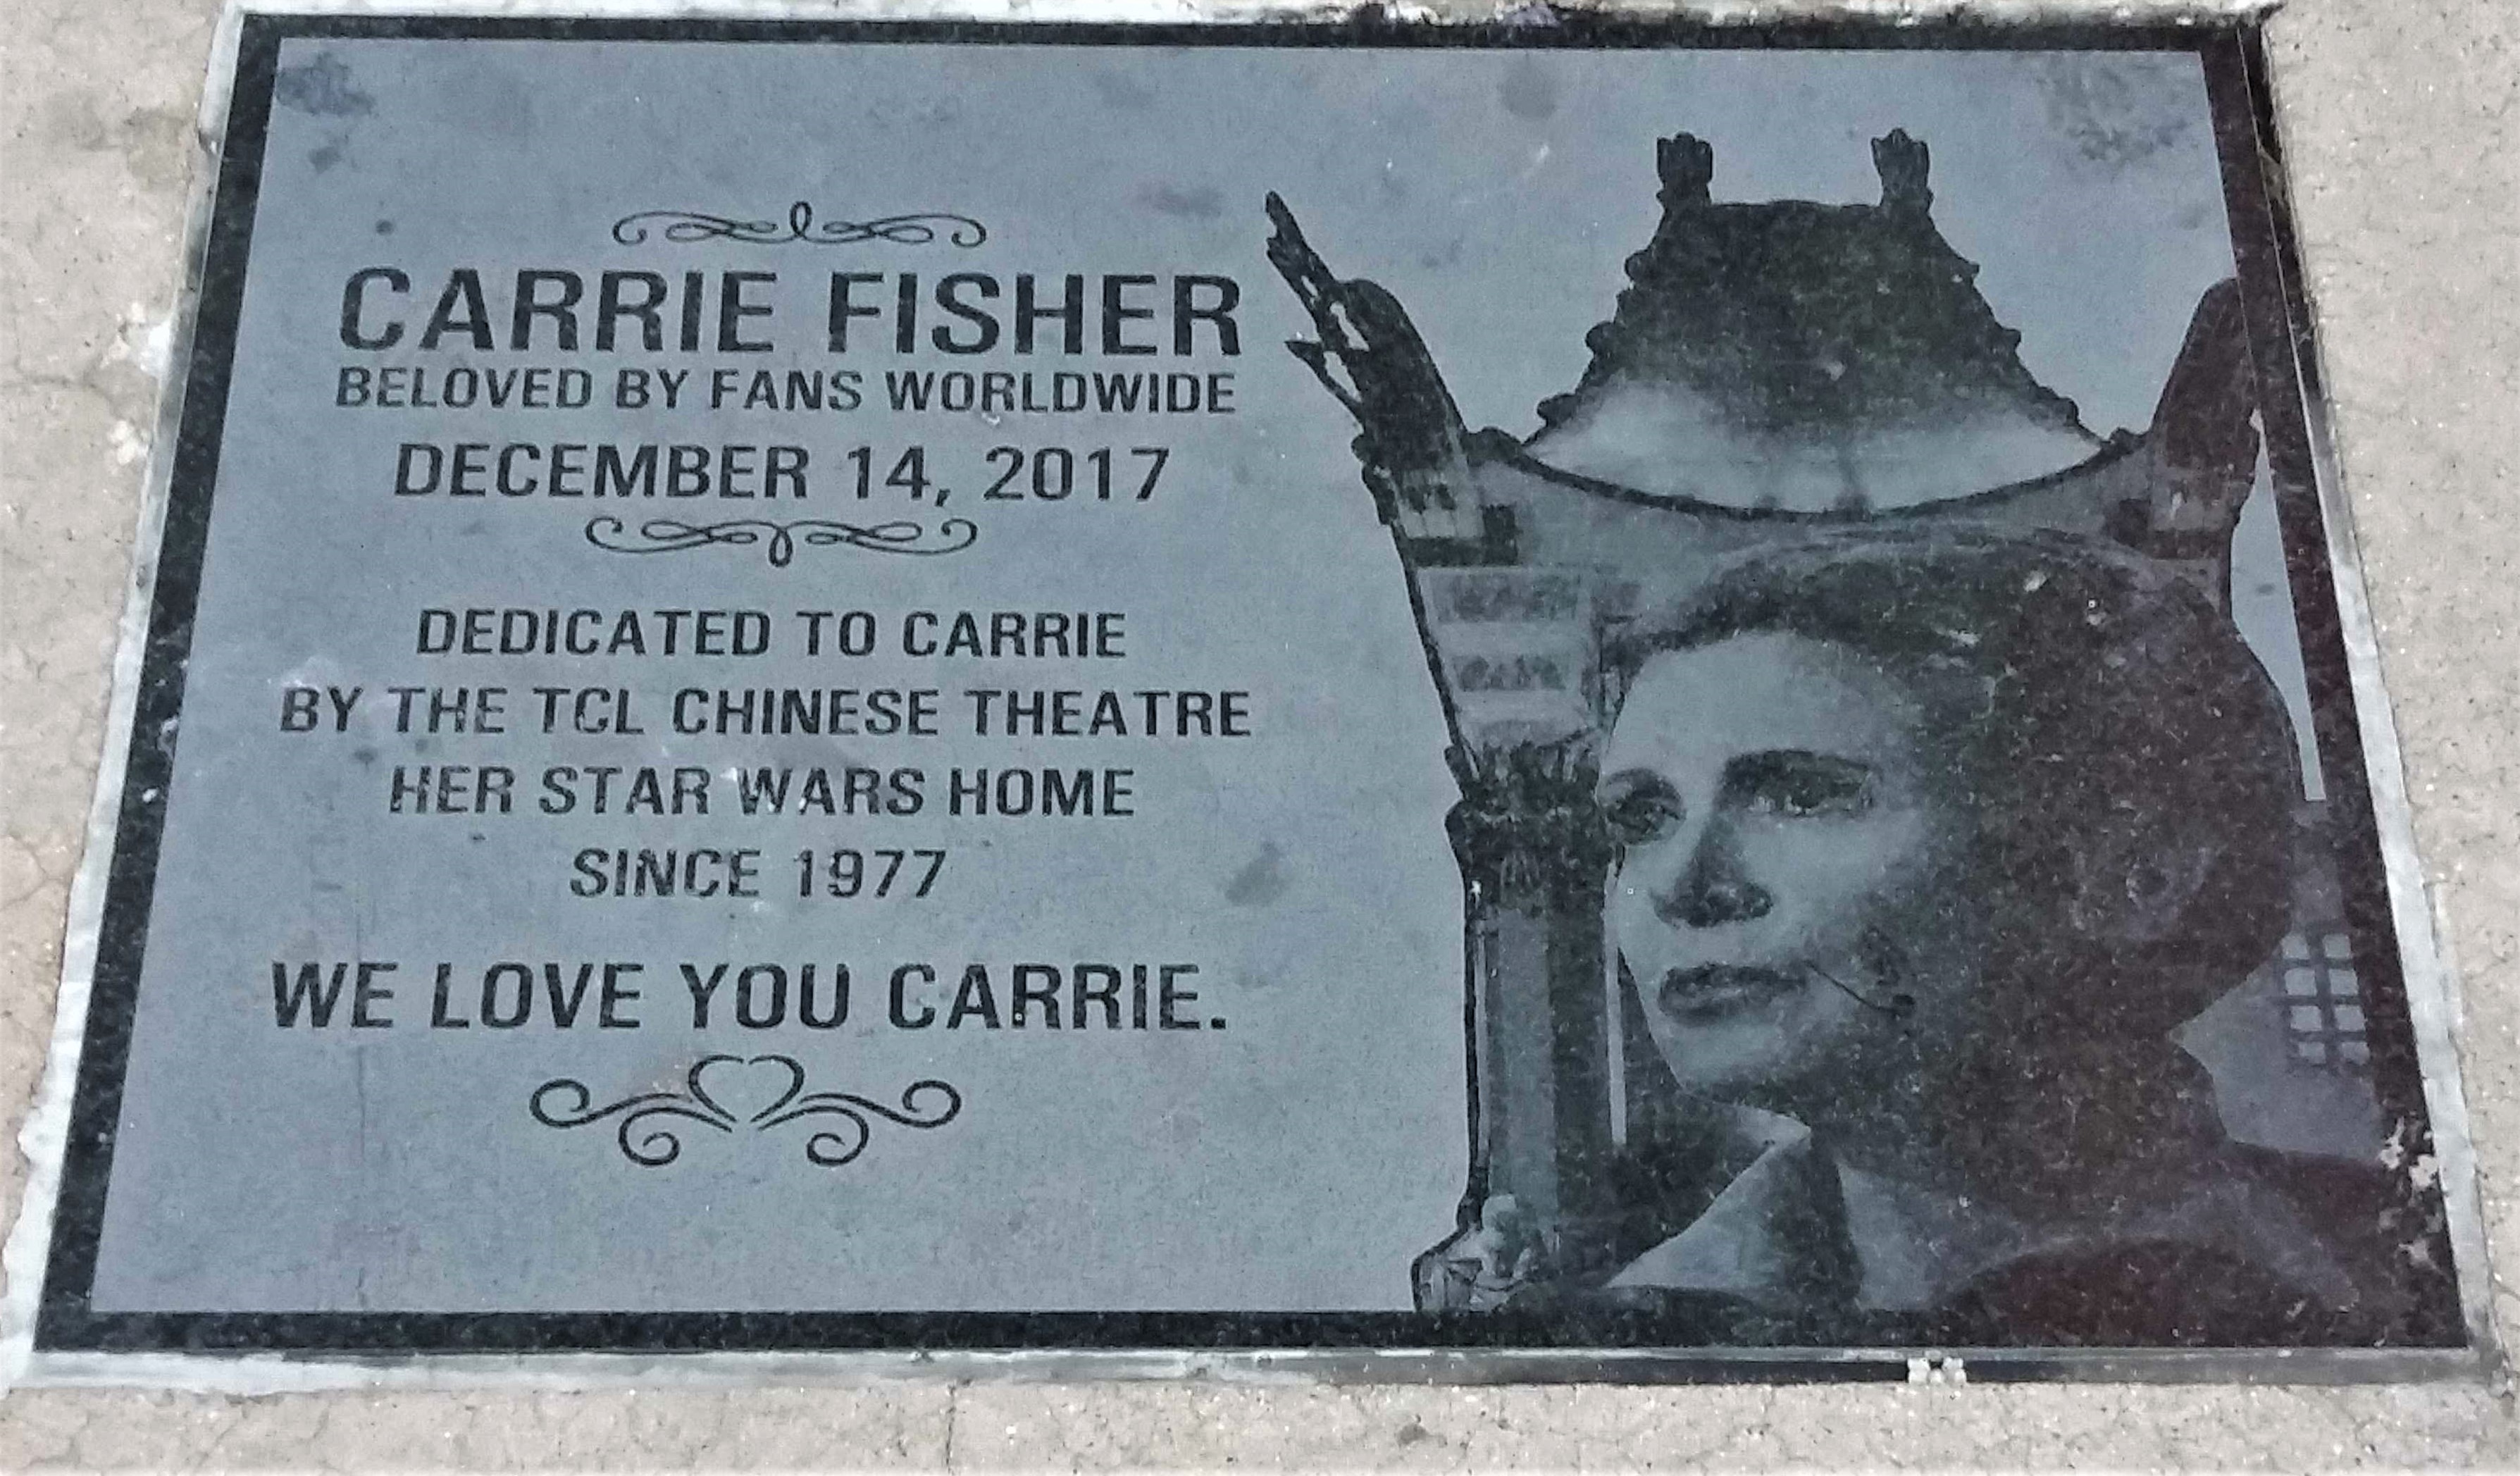 CARRIE FISHER
BELOVED BY FANS WORLDWIDE
DECEMBER 14, 2017
DEDICATED TO CARRIE
BY THE TCL CHINESE THEATRE
HER STAR WARS HOME
SINCE 1977
WE LOVE YOU CARRIE.